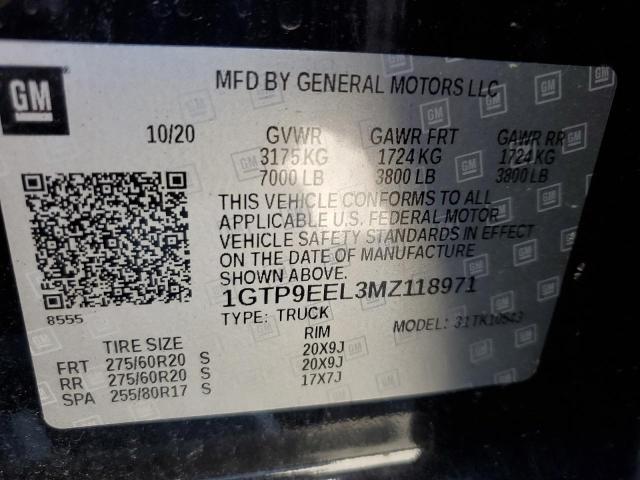 GM
MFD BY GENERAL MOTORS LLC
10/20 GVWR GAWR FRT GAWR RR
3175 KG 1724 KG 1724 KG
7000 LB 3800 LB 3800 LB
THIS VEHICLE CONFORMS TO ALL
APPLICABLE U.S. FEDERAL MOTOR
VEHICLE SAFETY STANDARDS IN EFFECT
ON THE DATE OF MANUFACTURE
SHOWN ABOVE.
8555
1GTP9EEL3MZ118971
TYPE: TRUCK MODEL: 31TK10543
TIRE SIZE RIM
FRT 275/60R20 S 20X9J
RR 275/60R20 S 20X9J
SPA 255/80R17 S 17X7J